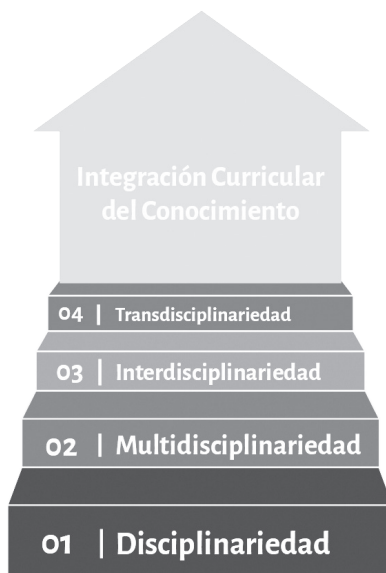 Integración Curricular
del Conocimiento
04 | Transdisciplinariedad
03 | Interdisciplinariedad
02 | Multidisciplinariedad
01 | Disciplinariedad